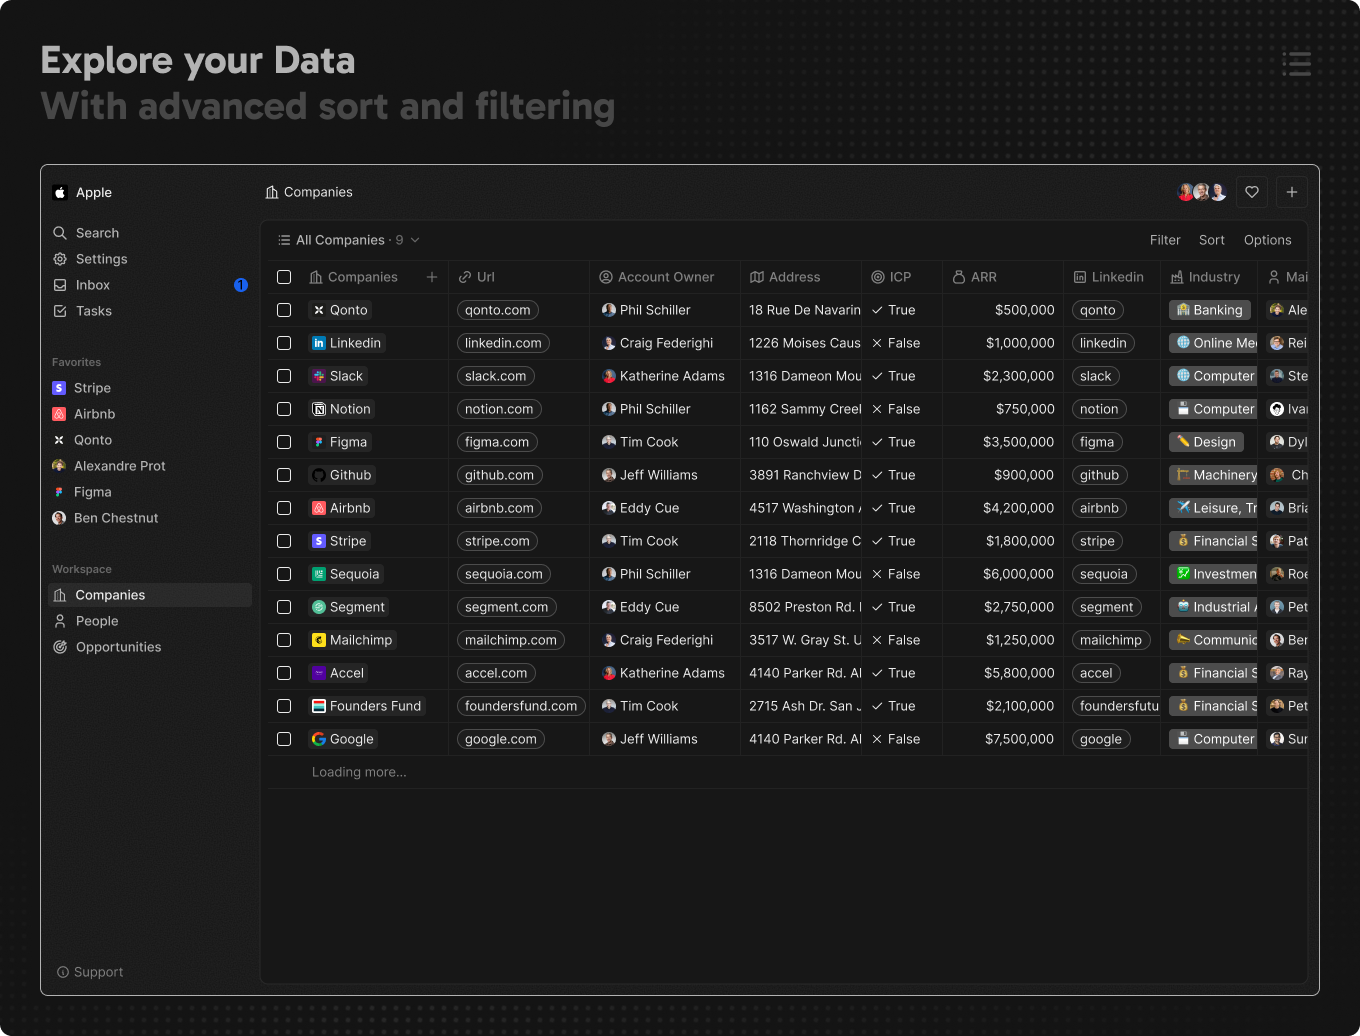 Explore your Data
With advanced sort and filtering
Apple
Search
Settings
Inbox 1
Tasks
Favorites
Stripe
Airbnb
Qonto
Alexandre Prot
Figma
Ben Chestnut
Workspace
Companies
People
Opportunities
Support
Companies
All Companies · 9
Filter Sort Options
Companies Url Account Owner Address ICP ARR Linkedin Industry Mai
Qonto qonto.com Phil Schiller 18 Rue De Navarin True $500,000 qonto Banking Ale
Linkedin linkedin.com Craig Federighi 1226 Moises Caus False $1,000,000 linkedin Online Me Rei
Slack slack.com Katherine Adams 1316 Dameon Mou True $2,300,000 slack Computer Ste
Notion notion.com Phil Schiller 1162 Sammy Creel False $750,000 notion Computer Ivan
Figma figma.com Tim Cook 110 Oswald Juncti True $3,500,000 figma Design Dyl
Github github.com Jeff Williams 3891 Ranchview D True $900,000 github Machinery Ch
Airbnb airbnb.com Eddy Cue 4517 Washington A True $4,200,000 airbnb Leisure, Tr Bria
Stripe stripe.com Tim Cook 2118 Thornridge C True $1,800,000 stripe Financial S Pat
Sequoia sequoia.com Phil Schiller 1316 Dameon Mou False $6,000,000 sequoia Investmen Roe
Segment segment.com Eddy Cue 8502 Preston Rd. True $2,750,000 segment Industrial A Pet
Mailchimp mailchimp.com Craig Federighi 3517 W. Gray St. U False $1,250,000 mailchimp Communic Ber
Accel accel.com Katherine Adams 4140 Parker Rd. Al True $5,800,000 accel Financial S Ray
Founders Fund foundersfund.com Tim Cook 2715 Ash Dr. San J True $2,100,000 foundersfutu Financial S Pet
Google google.com Jeff Williams 4140 Parker Rd. Al False $7,500,000 google Computer Sun
Loading more...